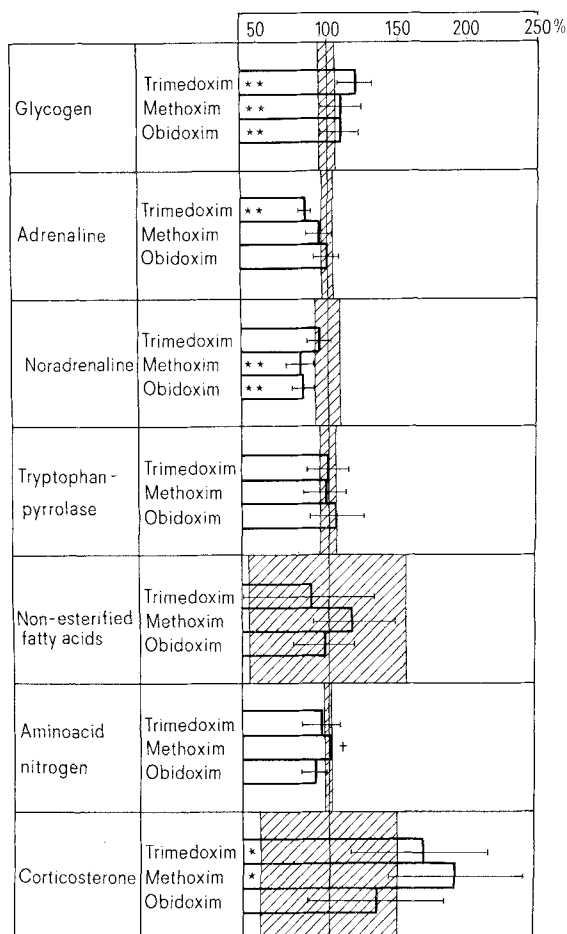 50 100 150 200 250 %
Glycogen
Trimedoxim **
Methoxim **
Obidoxim **
Adrenaline
Trimedoxim **
Methoxim
Obidoxim
Noradrenaline
Trimedoxim
Methoxim **
Obidoxim **
Tryptophan-
pyrrolase
Trimedoxim
Methoxim
Obidoxim
Non-esterified
fatty acids
Trimedoxim
Methoxim
Obidoxim
Aminoacid
nitrogen
Trimedoxim
Methoxim †
Obidoxim
Corticosterone
Trimedoxim *
Methoxim *
Obidoxim